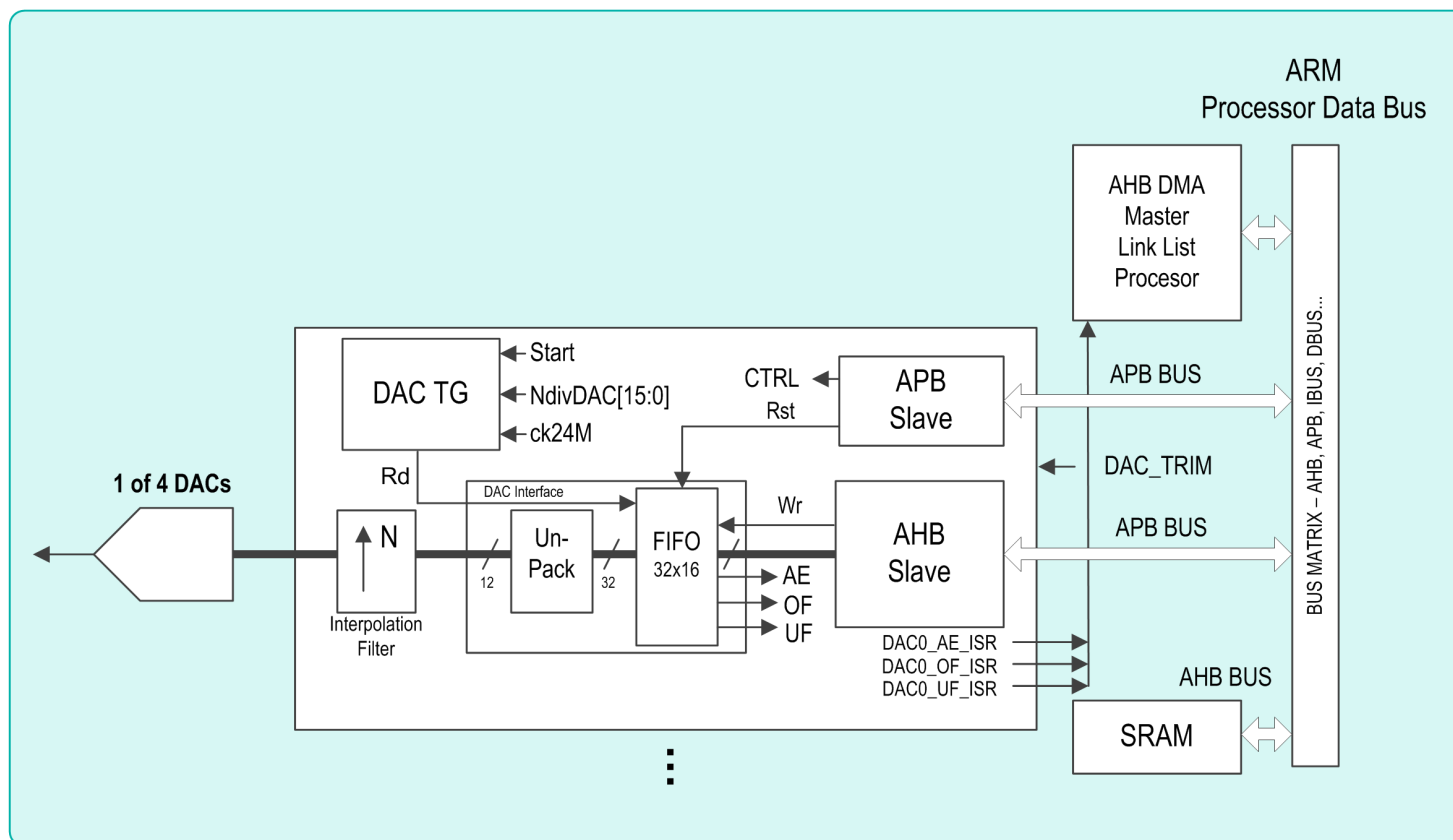 ARM
Processor Data Bus
AHB DMA
Master
Link List
Procesor
BUS MATRIX – AHB, APB, IBUS, DBUS...
DAC TG
Start
NdivDAC[15:0]
ck24M
CTRL
APB
Slave
APB BUS
Rst
DAC_TRIM
Rd
1 of 4 DACs
DAC Interface
N
Un-
Pack
FIFO
32x16
Wr
AHB
Slave
APB BUS
12
32
AE
OF
UF
Interpolation
Filter
DAC0_AE_ISR
DAC0_OF_ISR
DAC0_UF_ISR
AHB BUS
SRAM